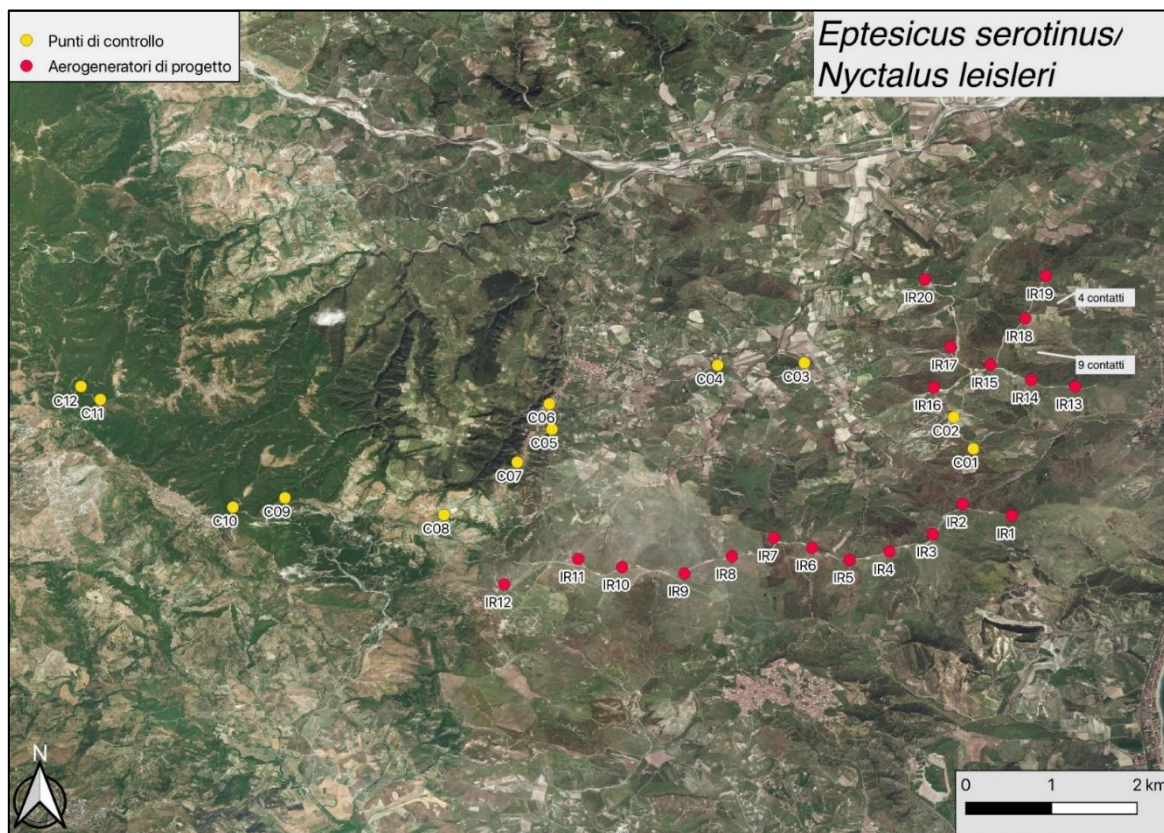 Punti di controllo
Aerogeneratori di progetto
Eptesicus serotinus/
Nyctalus leisleri
IR20
IR19
4 contatti
IR18
IR17
9 contatti
C04
C03
IR15
IR14
IR13
IR16
C12
C11
C06
C02
C05
C01
C07
C10
C09
C08
IR2
IR1
IR3
IR7
IR6
IR4
IR5
IR8
IR11
IR10
IR9
IR12
N
0 1 2 km